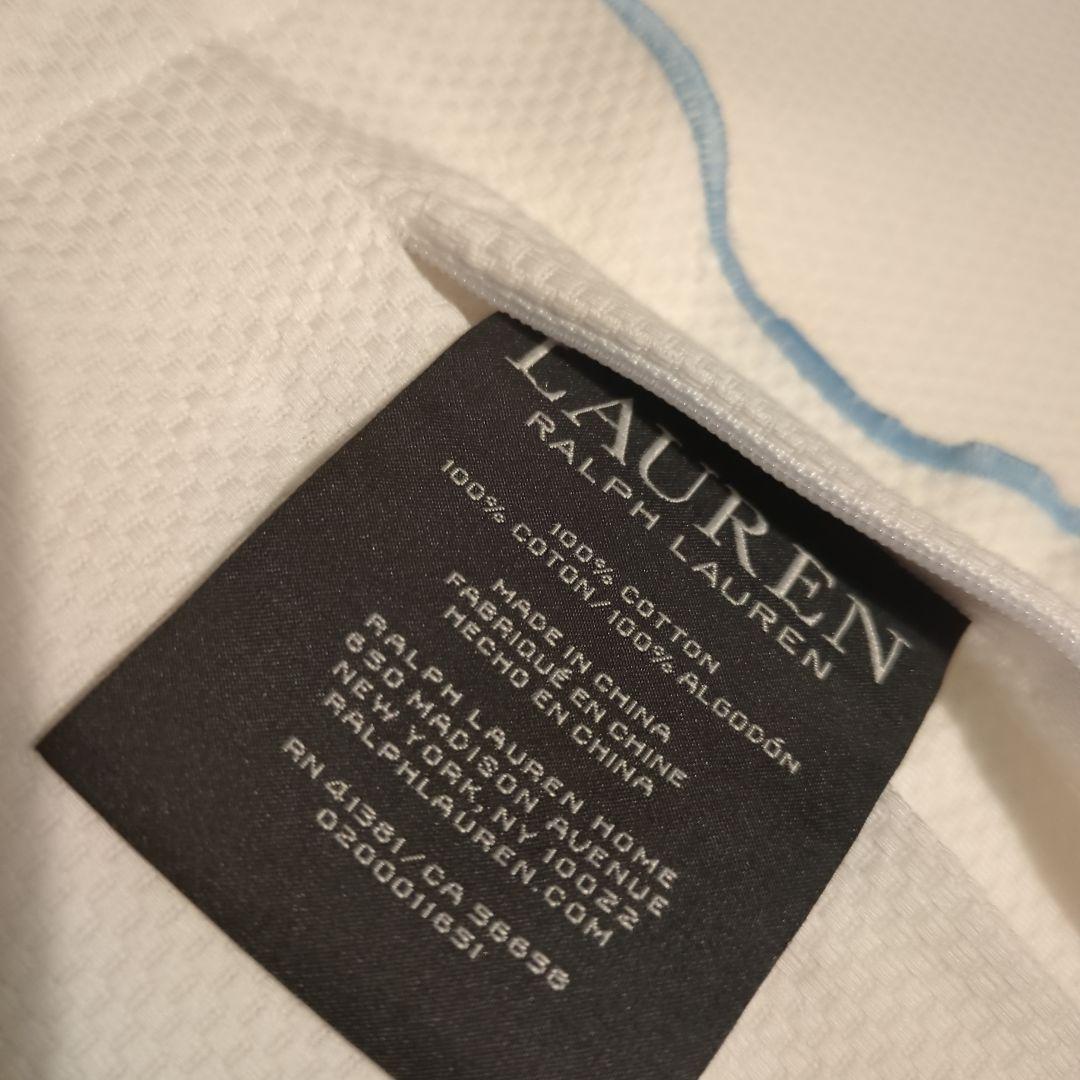 LAUREN
RALPH LAUREN
100% COTTON
100% COTON/100% ALGODÓN
MADE IN CHINA
FABRIQUÉ EN CHINE
HECHO EN CHINA
RALPH LAUREN HOME
650 MADISON AVENUE
NEW YORK, NY 10022
RALPHLAUREN.COM
RN 41381/CA 56656
0200011651